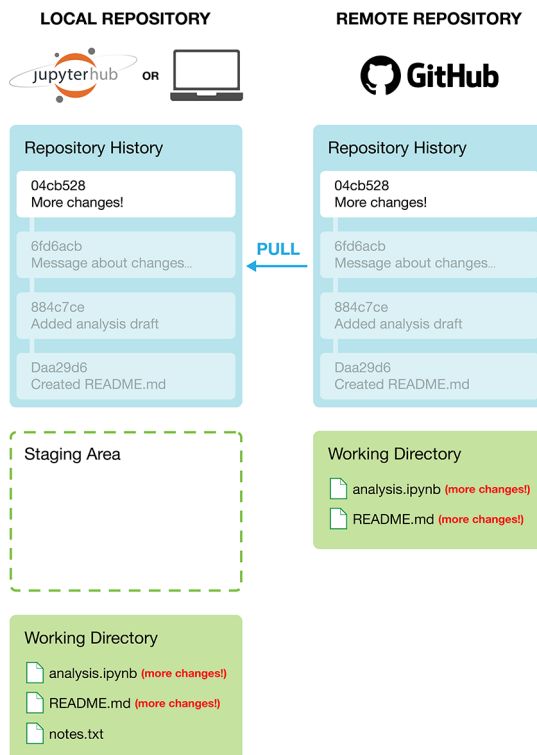 LOCAL REPOSITORY
jupyterhub OR
Repository History
04cb528
More changes!
6fd6acb
Message about changes...
884c7ce
Added analysis draft
Daa29d6
Created README.md
Staging Area
Working Directory
analysis.ipynb (more changes!)
README.md (more changes!)
notes.txt
PULL
REMOTE REPOSITORY
GitHub
Repository History
04cb528
More changes!
6fd6acb
Message about changes...
884c7ce
Added analysis draft
Daa29d6
Created README.md
Working Directory
analysis.ipynb (more changes!)
README.md (more changes!)